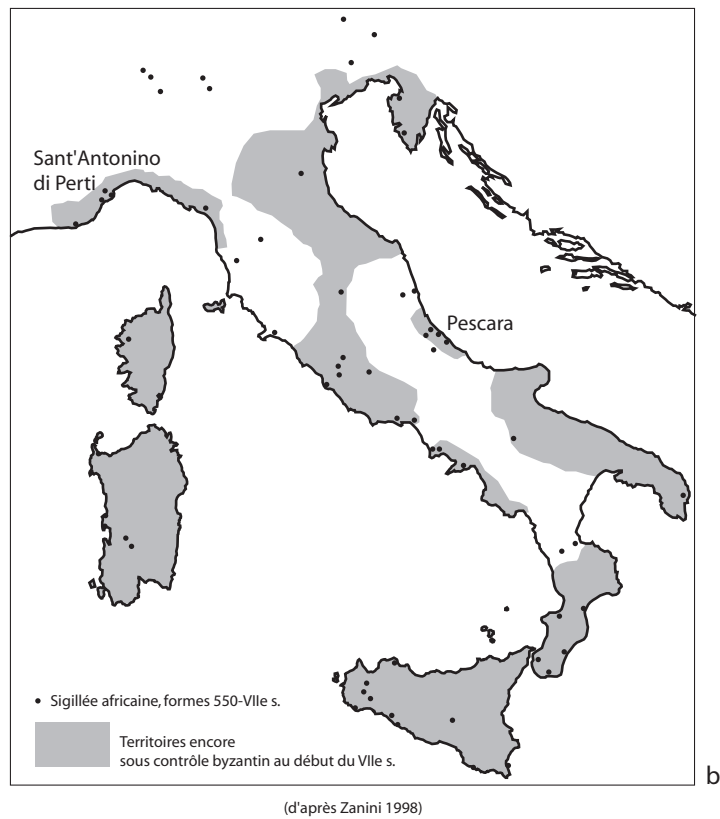 Sant'Antonino
di Perti
Pescara
Sigillée africaine, formes 550-VIIe s.
Territoires encore
sous contrôle byzantin au début du VIIe s.
b
(d'après Zanini 1998)